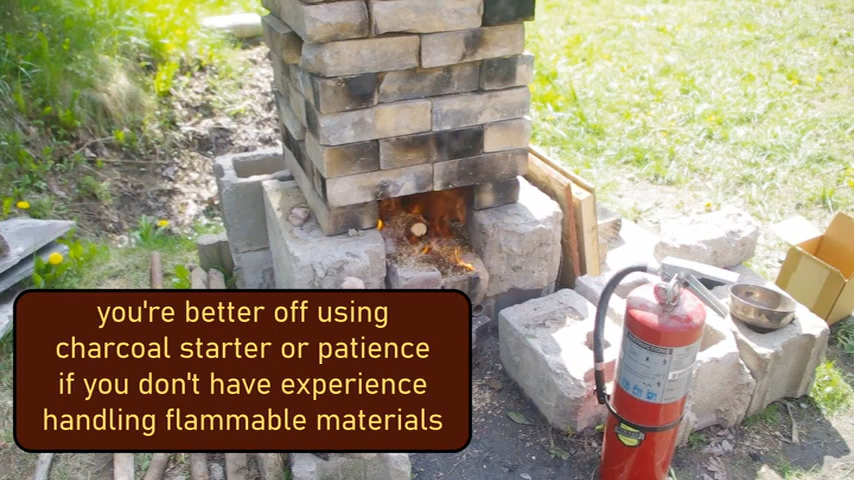 you're better off using
charcoal starter or patience
if you don't have experience
handling flammable materials